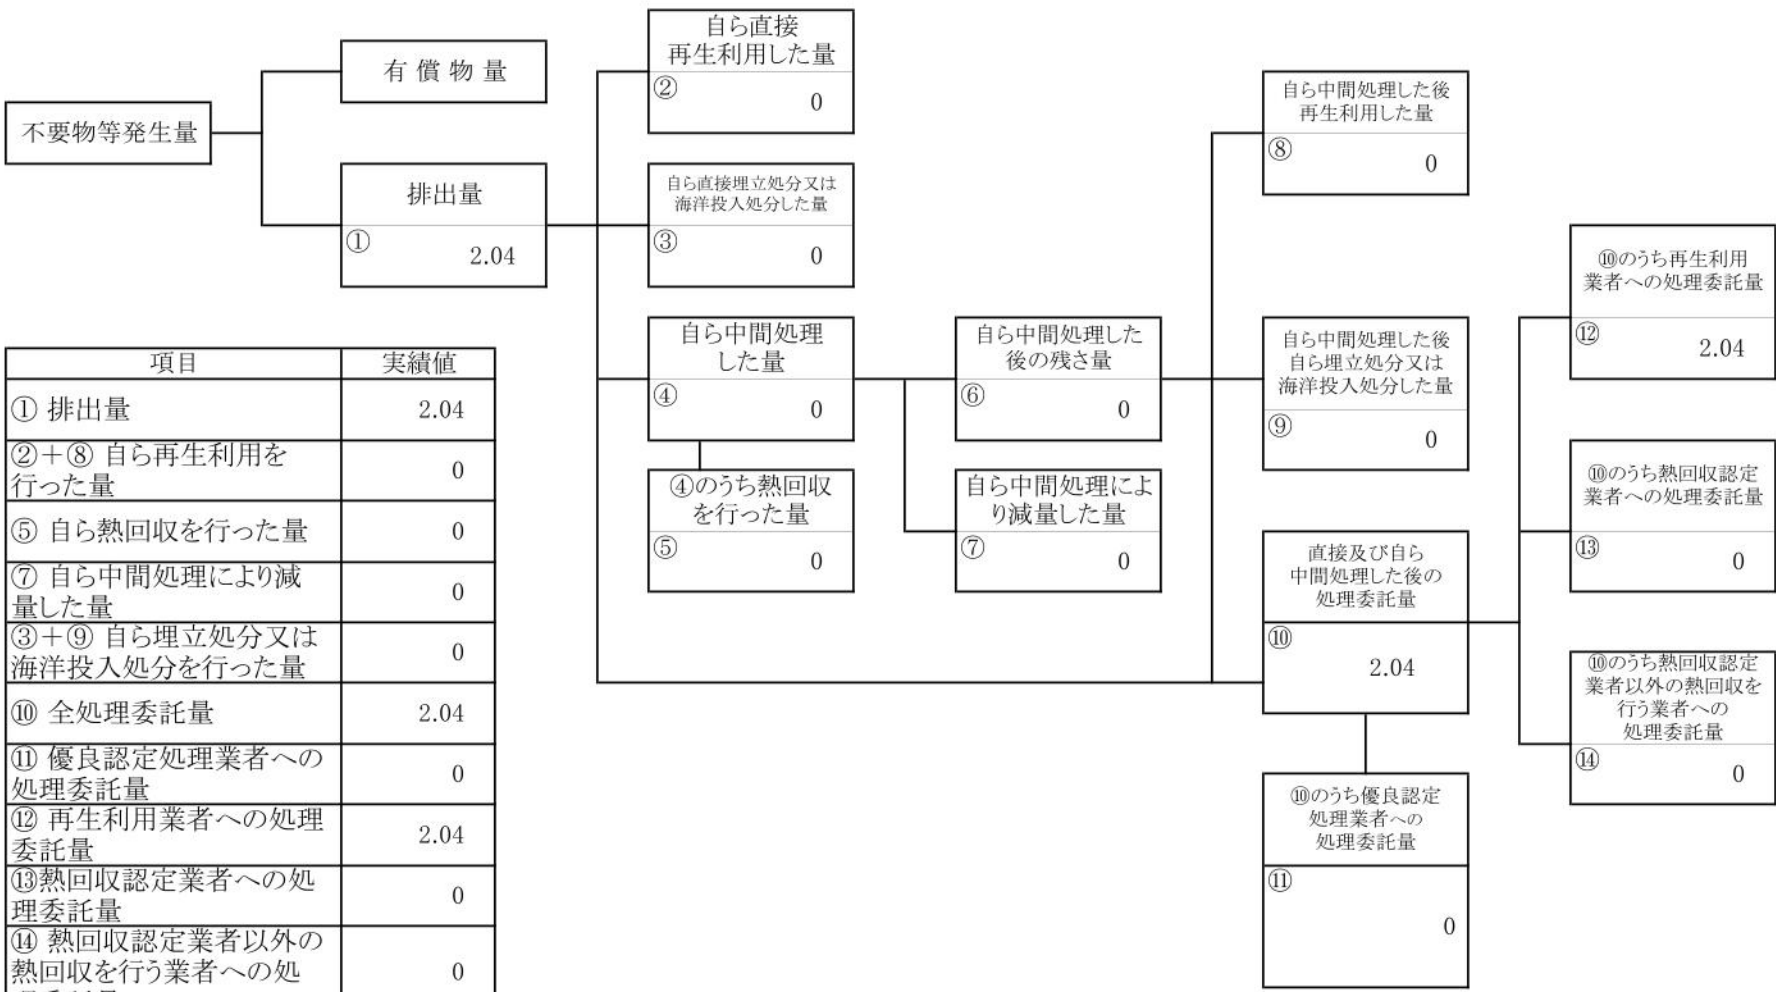 不要物等発生量
有 償 物 量
排出量
①
2.04
自ら直接
再生利用した量
②
0
自ら直接埋立処分又は
海洋投入処分した量
③
0
自ら中間処理
した量
④
0
④のうち熱回収
を行った量
⑤
0
自ら中間処理した
後の残さ量
⑥
0
自ら中間処理によ
り減量した量
⑦
0
自ら中間処理した後
再生利用した量
⑧
0
自ら中間処理した後
自ら埋立処分又は
海洋投入処分した量
⑨
0
直接及び自ら
中間処理した後の
処理委託量
⑩
2.04
⑩のうち優良認定
処理業者への
処理委託量
⑪
0
⑩のうち再生利用
業者への処理委託量
⑫
2.04
⑩のうち熱回収認定
業者への処理委託量
⑬
0
⑩のうち熱回収認定
業者以外の熱回収を
行う業者への
処理委託量
⑭
0
項目 実績値
① 排出量 2.04
②＋⑧ 自ら再生利用を
行った量 0
⑤ 自ら熱回収を行った量 0
⑦ 自ら中間処理により減
量した量 0
③＋⑨ 自ら埋立処分又は
海洋投入処分を行った量 0
⑩ 全処理委託量 2.04
⑪ 優良認定処理業者への
処理委託量 0
⑫ 再生利用業者への処理
委託量 2.04
⑬熱回収認定業者への処
理委託量 0
⑭ 熱回収認定業者以外の
熱回収を行う業者への処 0